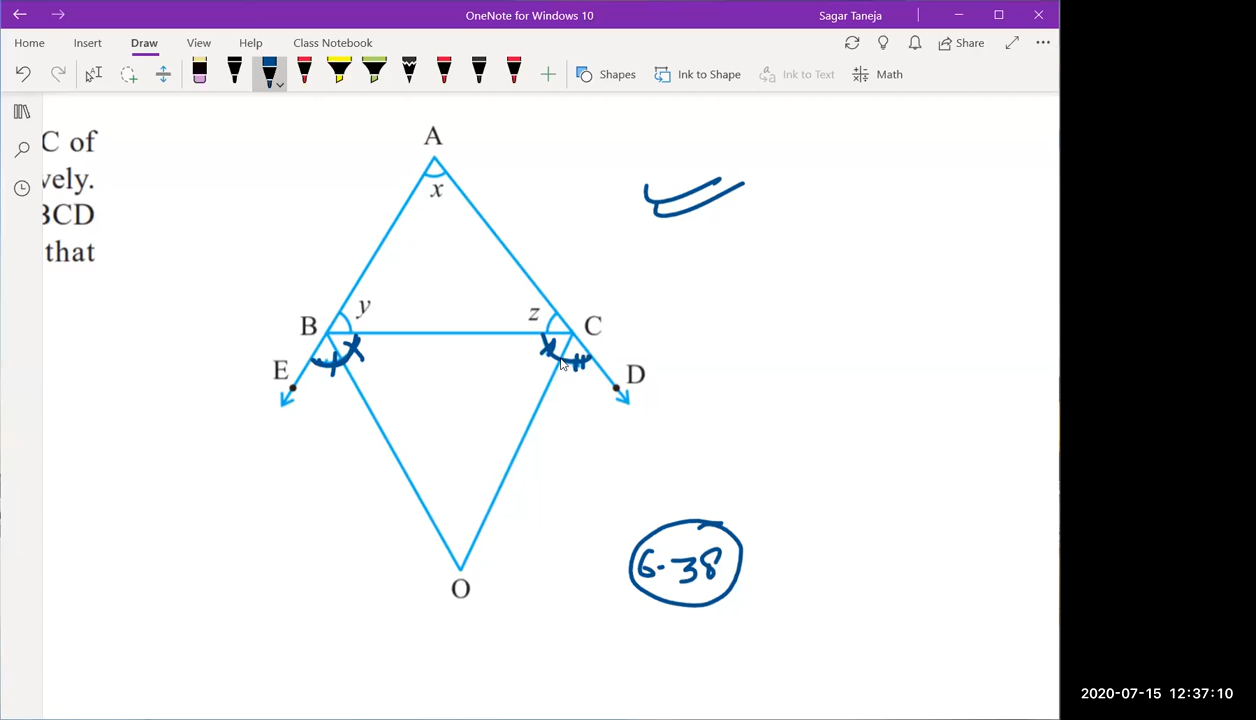 OneNote for Windows 10
Sagar Taneja
Home Insert Draw View Help Class Notebook
Share
Shapes Ink to Shape Ink to Text Math
C of
vely.
BCD
that
A
x
B y z C
E D
O
6.38
2020-07-15 12:37:10